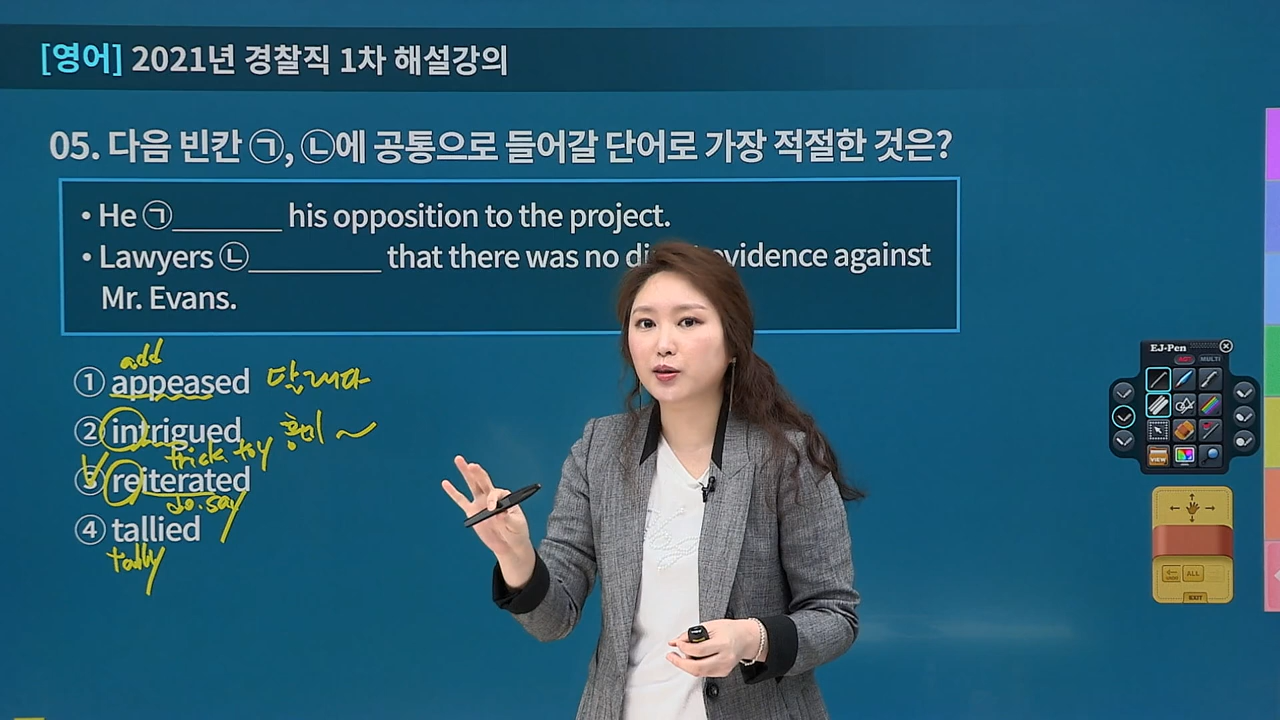 [영어] 2021년 경찰직 1차 해설강의
05. 다음 빈칸 ㉠, ㉡에 공통으로 들어갈 단어로 가장 적절한 것은?
• He ㉠______ his opposition to the project.
• Lawyers ㉡________ that there was no evidence against
Mr. Evans.
add
① appeased 달래다
② intrigued 흥미 ~
trick toy
③ reiterated
do. say
④ tallied
tally
EJ-Pen
MULTI
VIEW
UNDO ALL
EXIT